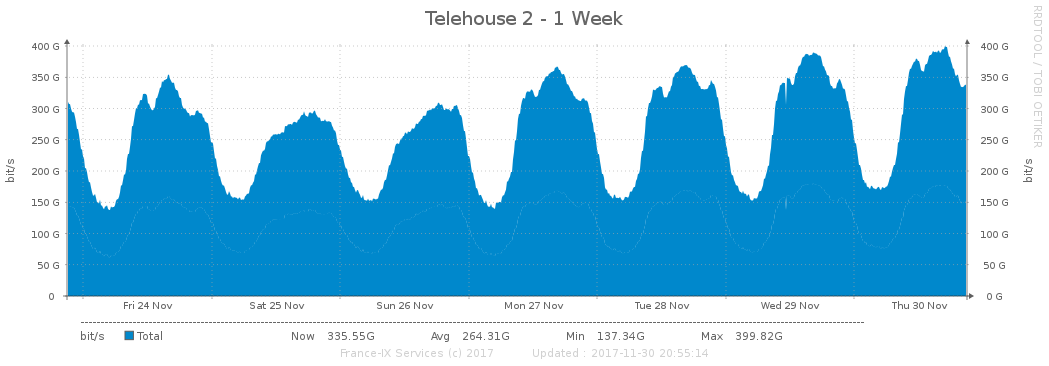 Telehouse 2 - 1 Week
RRDTOOL / TOBI OETIKER
bit/s
400 G 400 G
350 G 350 G
300 G 300 G
250 G 250 G
200 G 200 G
150 G 150 G
100 G 100 G
50 G 50 G
0 0 G
bit/s
Fri 24 Nov Sat 25 Nov Sun 26 Nov Mon 27 Nov Tue 28 Nov Wed 29 Nov Thu 30 Nov
bit/s Total Now 335.55G Avg 264.31G Min 137.34G Max 399.82G
France-IX Services (c) 2017 Updated : 2017-11-30 20:55:14